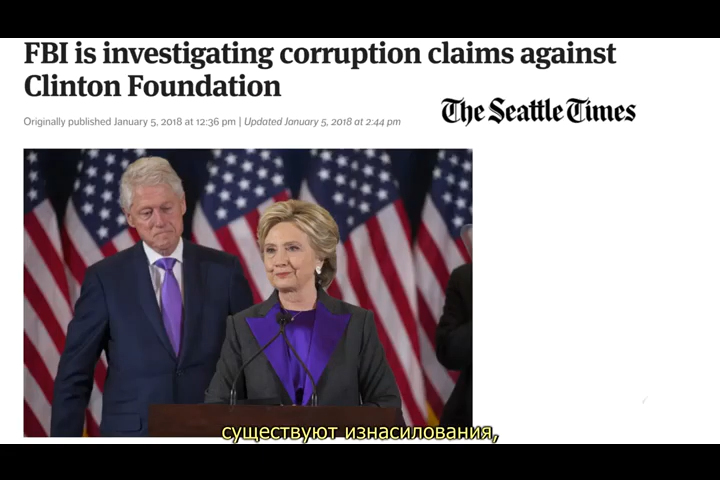 FBI is investigating corruption claims against
Clinton Foundation
Originally published January 5, 2018 at 12:36 pm | Updated January 5, 2018 at 2:44 pm
The Seattle Times
существуют изнасилования,